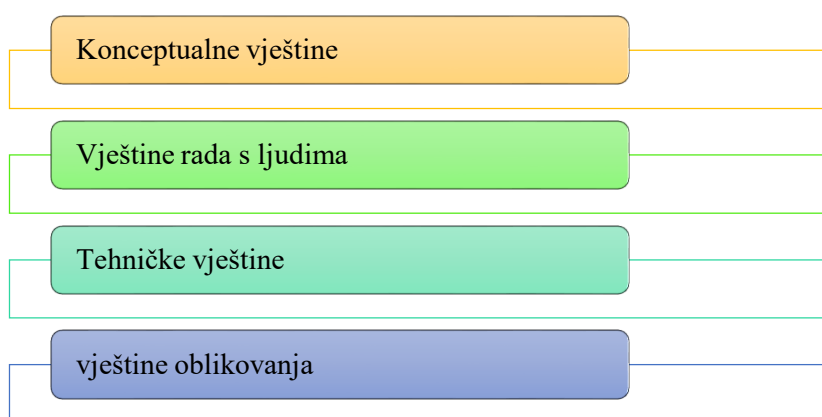 Konceptualne vještine
Vještine rada s ljudima
Tehničke vještine
vještine oblikovanja